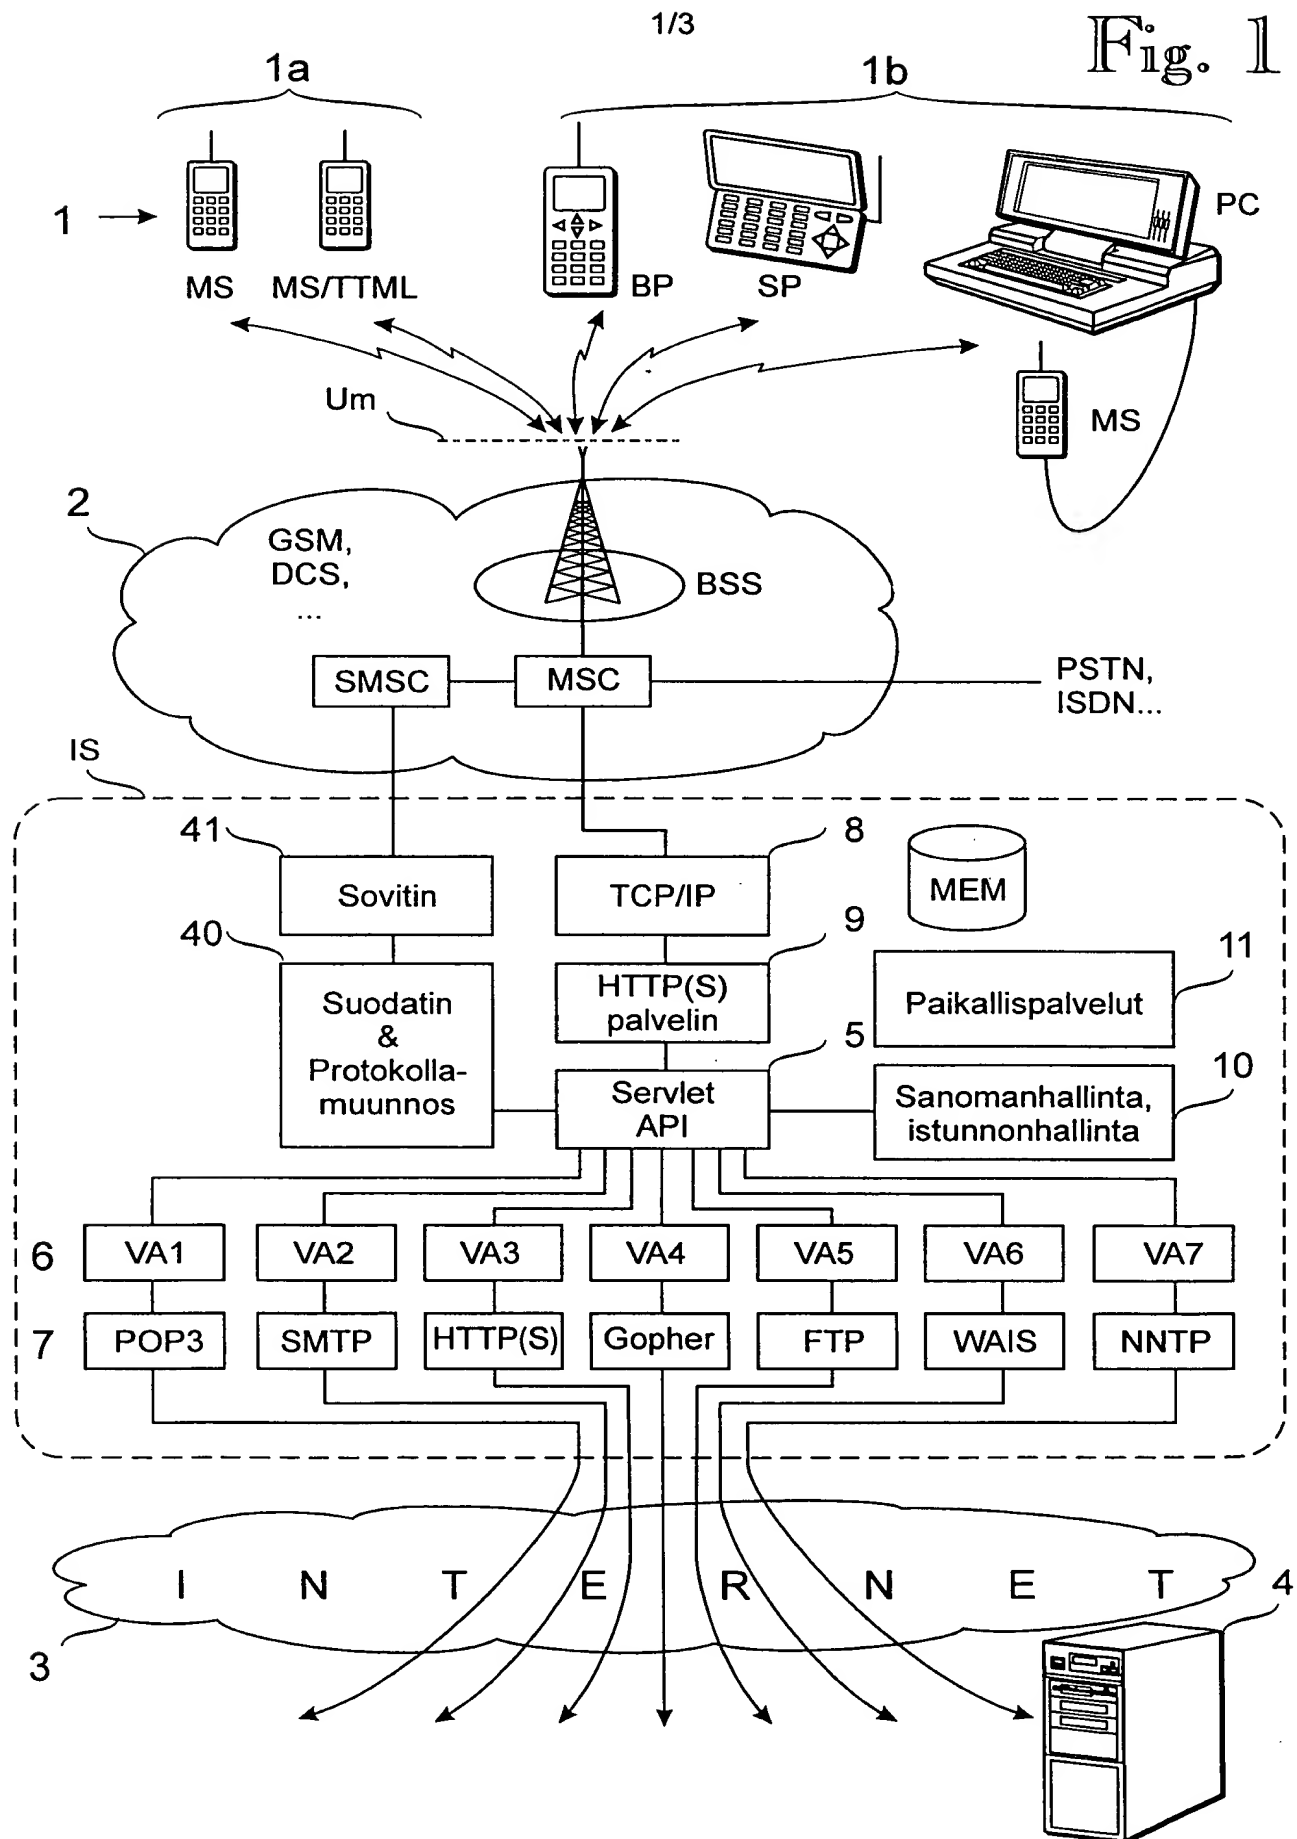 1/3
Fig. 1
1a
1b
1
MS
MS/TTML
BP
SP
PC
MS
Um
2
GSM,
DCS,
...
BSS
SMSC
MSC
PSTN,
ISDN...
IS
41
Sovitin
8
TCP/IP
MEM
40
Suodatin
&
Protokolla-
muunnos
9
HTTP(S)
palvelin
11
Paikallispalvelut
5
Servlet
API
10
Sanomanhallinta,
istunnonhallinta
6
VA1
VA2
VA3
VA4
VA5
VA6
VA7
7
POP3
SMTP
HTTP(S)
Gopher
FTP
WAIS
NNTP
I N T E R N E T
3
4